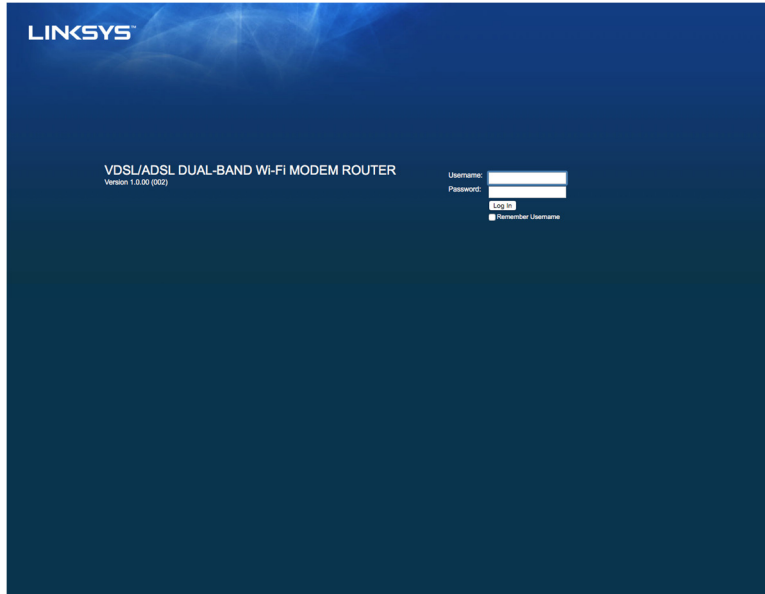 LINKSYS™
VDSL/ADSL DUAL-BAND Wi-Fi MODEM ROUTER
Version 1.0.00 (002)
Username:
Password:
Log In
Remember Username